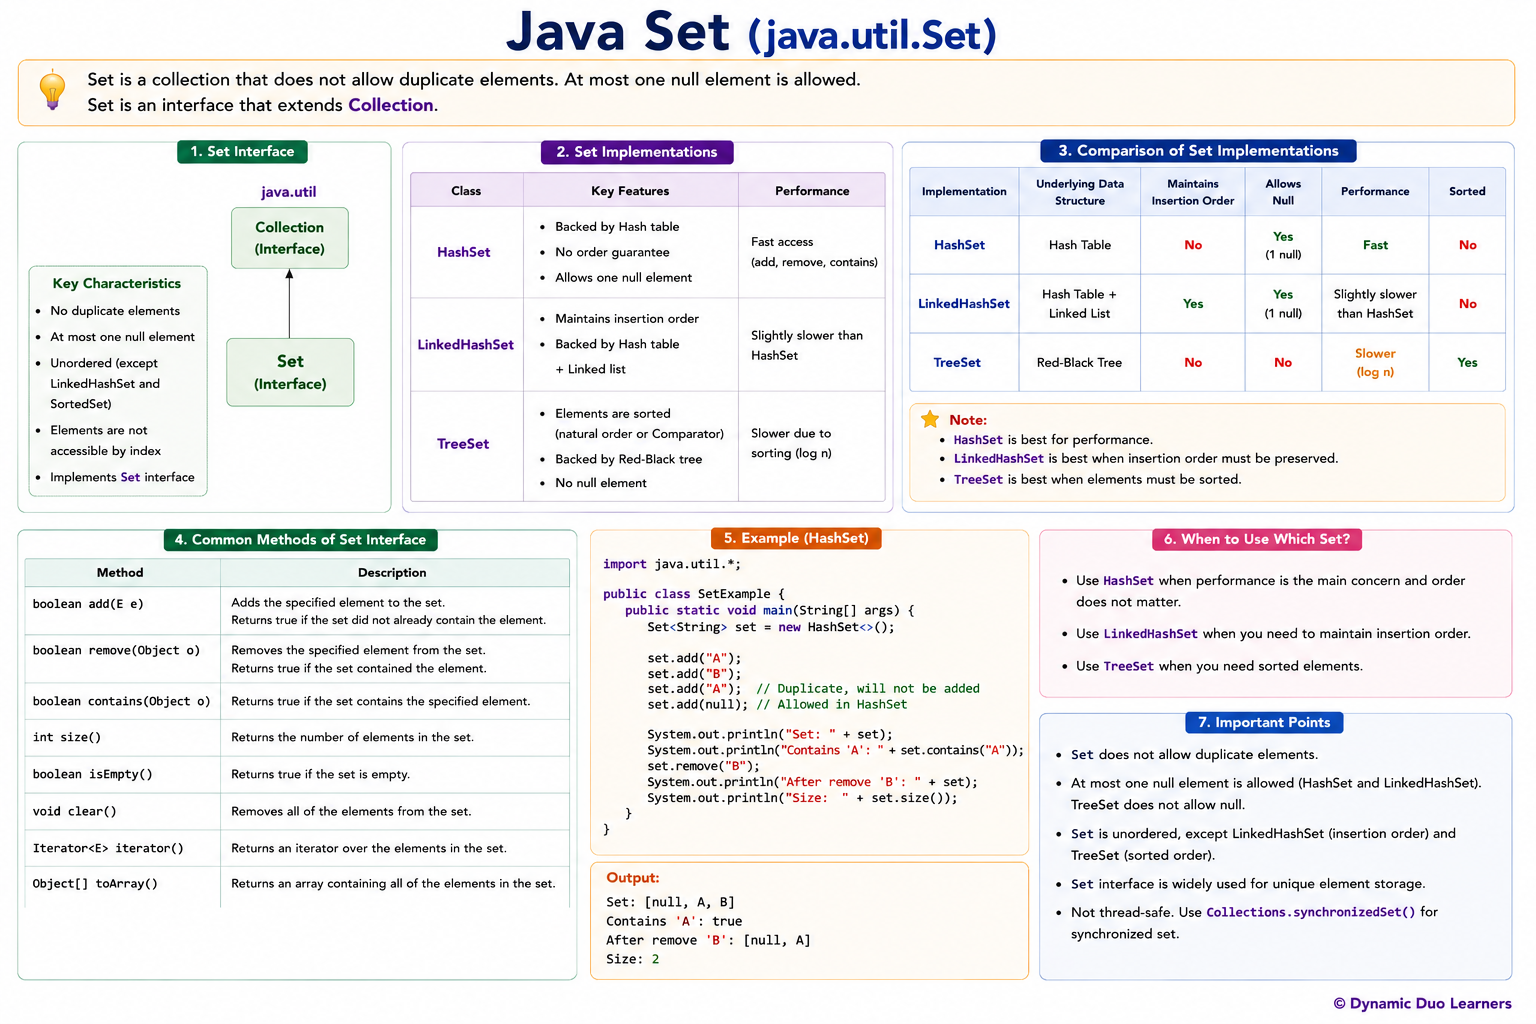 Java Set (java.util.Set)
Set is a collection that does not allow duplicate elements. At most one null element is allowed.
Set is an interface that extends Collection.
1. Set Interface
java.util
Collection
(Interface)
Set
(Interface)
Key Characteristics
• No duplicate elements
• At most one null element
• Unordered (except
LinkedHashSet and
SortedSet)
• Elements are not
accessible by index
• Implements Set interface
2. Set Implementations
Class Key Features Performance
HashSet
• Backed by Hash table
• No order guarantee
• Allows one null element
Fast access
(add, remove, contains)
LinkedHashSet
• Maintains insertion order
• Backed by Hash table
+ Linked list
Slightly slower than
HashSet
TreeSet
• Elements are sorted
(natural order or Comparator)
• Backed by Red-Black tree
• No null element
Slower due to
sorting (log n)
3. Comparison of Set Implementations
Implementation
Underlying Data
Structure
Maintains
Insertion Order
Allows
Null
Performance
Sorted
HashSet
Hash Table
No
Yes
(1 null)
Fast
No
LinkedHashSet
Hash Table +
Linked List
Yes
Yes
(1 null)
Slightly slower
than HashSet
No
TreeSet
Red-Black Tree
No
No
Slower
(log n)
Yes
Note:
• HashSet is best for performance.
• LinkedHashSet is best when insertion order must be preserved.
• TreeSet is best when elements must be sorted.
4. Common Methods of Set Interface
Method Description
boolean add(E e)
Adds the specified element to the set.
Returns true if the set did not already contain the element.
boolean remove(Object o)
Removes the specified element from the set.
Returns true if the set contained the element.
boolean contains(Object o) Returns true if the set contains the specified element.
int size() Returns the number of elements in the set.
boolean isEmpty() Returns true if the set is empty.
void clear() Removes all of the elements from the set.
Iterator<E> iterator() Returns an iterator over the elements in the set.
Object[] toArray() Returns an array containing all of the elements in the set.
5. Example (HashSet)
import java.util.*;
public class SetExample {
public static void main(String[] args) {
Set<String> set = new HashSet<>();
set.add("A");
set.add("B");
set.add("A"); // Duplicate, will not be added
set.add(null); // Allowed in HashSet
System.out.println("Set: " + set);
System.out.println("Contains 'A': " + set.contains("A"));
set.remove("B");
System.out.println("After remove 'B': " + set);
System.out.println("Size:  " + set.size());
}
}
Output:
Set: [null, A, B]
Contains 'A': true
After remove 'B': [null, A]
Size: 2
6. When to Use Which Set?
• Use HashSet when performance is the main concern and order
does not matter.
• Use LinkedHashSet when you need to maintain insertion order.
• Use TreeSet when you need sorted elements.
7. Important Points
• Set does not allow duplicate elements.
• At most one null element is allowed (HashSet and LinkedHashSet).
TreeSet does not allow null.
• Set is unordered, except LinkedHashSet (insertion order) and
TreeSet (sorted order).
• Set interface is widely used for unique element storage.
• Not thread-safe. Use Collections.synchronizedSet() for
synchronized set.
© Dynamic Duo Learners